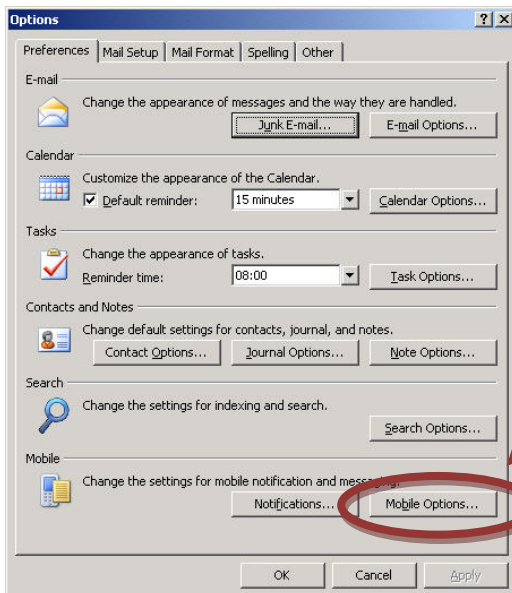 Options
Preferences Mail Setup Mail Format Spelling Other
E-mail
Change the appearance of messages and the way they are handled.
Junk E-mail... E-mail Options...
Calendar
Customize the appearance of the Calendar.
Default reminder: 15 minutes Calendar Options...
Tasks
Change the appearance of tasks.
Reminder time: 08:00 Task Options...
Contacts and Notes
Change default settings for contacts, journal, and notes.
Contact Options... Journal Options... Note Options...
Search
Change the settings for indexing and search.
Search Options...
Mobile
Change the settings for mobile notification and messaging.
Notifications... Mobile Options...
OK Cancel Apply